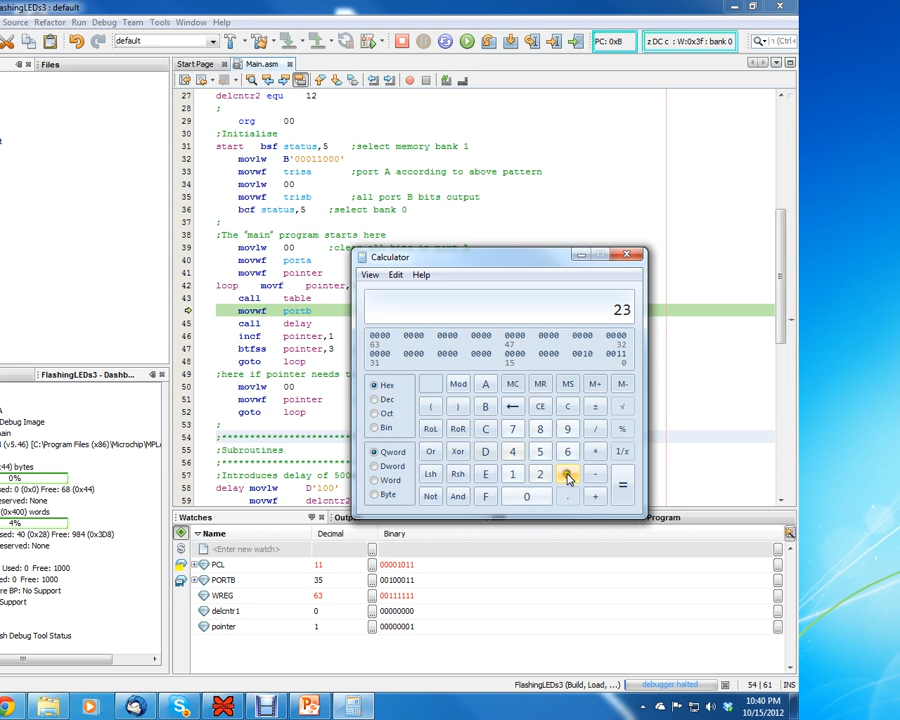 FlashingLEDs3 : default
Source Refactor Run Debug Team Tools Window Help
default PC: 0xB z DC c : W:0x3f : bank 0 (Ctrl
Files Start Page Main.asm
27 delcntr2 equ 12
28 ;
29 org 00
30 ;Initialise
31 start bsf status,5 ;select memory bank 1
32 movlw B'00011000'
33 movwf trisa ;port A according to above pattern
34 movlw 00
35 movwf trisb ;all port B bits output
36 bcf status,5 ;select bank 0
37 ;
38 ;The "main" program starts here
39 movlw 00
40 movwf porta
41 movwf pointer
42 loop movf pointer,
43 call table
movwf portb
45 call delay
46 incf pointer,1
47 btfss pointer,3
48 goto loop
49 ;here if pointer needs t
50 movlw 00
51 movwf pointer
52 goto loop
53 ;
54 ;**********************
55 ;Subroutines
56 ;**********************
57 ;Introduces delay of 500
58 delay movlw D'100'
59 movwf delcntr2
Calculator
View Edit Help
23
0000 0000 0000 0000 0000 0000 0000 0000
63 47 32
0000 0000 0000 0000 0000 0000 0010 0011
31 15 0
Hex Mod A MC MR MS M+ M-
Dec
Oct ( ) B ← CE C ± √
Bin RoL RoR C 7 8 9 / %
Qword Or Xor D 4 5 6 * 1/x
Dword Lsh Rsh E 1 2 - =
Word
Byte Not And F 0 . +
FlashingLEDs3 - Dashb...
A
Debug Image
main
(v5.46) [C:\Program Files (x86)\Microchip\MPLA
) bytes
0%
sed: 0 (0x0) Free: 68 (0x44)
eserved: None
(0x400) words
4%
sed: 40 (0x28) Free: 984 (0x3D8)
eserved: None
Used: 0 Free: 1000
are BP: No Support
Used: 0 Free: 1000
Support
sh Debug Tool Status
Watches Program
Name Decimal Binary
<Enter new watch>
PCL 11 00001011
PORTB 35 00100011
WREG 63 00111111
delcntr1 0 00000000
pointer 1 00000001
FlashingLEDs3 (Build, Load, ...) debugger halted 54 | 61 INS
10:40 PM
10/15/2012